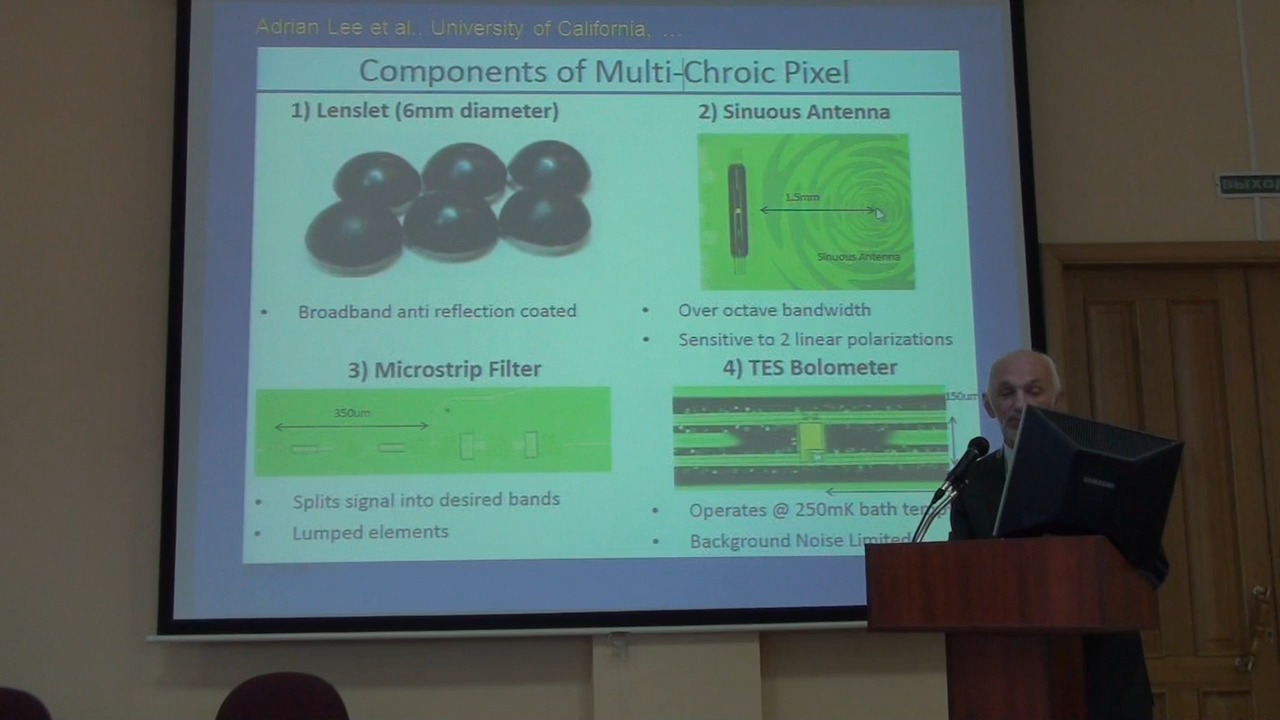 Adrian Lee et al., University of California, ...
Components of Multi-Chroic Pixel
1) Lenslet (6mm diameter)
2) Sinuous Antenna
1.5mm
Sinuous Antenna
• Broadband anti reflection coated
• Over octave bandwidth
• Sensitive to 2 linear polarizations
3) Microstrip Filter
4) TES Bolometer
350um
150um
• Splits signal into desired bands
• Lumped elements
• Operates @ 250mK bath temp
• Background Noise Limited
SAMSUNG
ВЫХОД